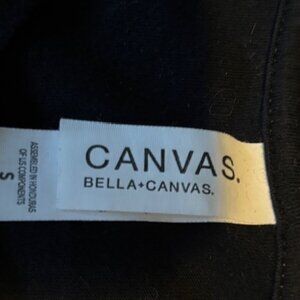 CANVAS.
BELLA+CANVAS.
ASSEMBLED IN HONDURAS
OF US COMPONENTS
S